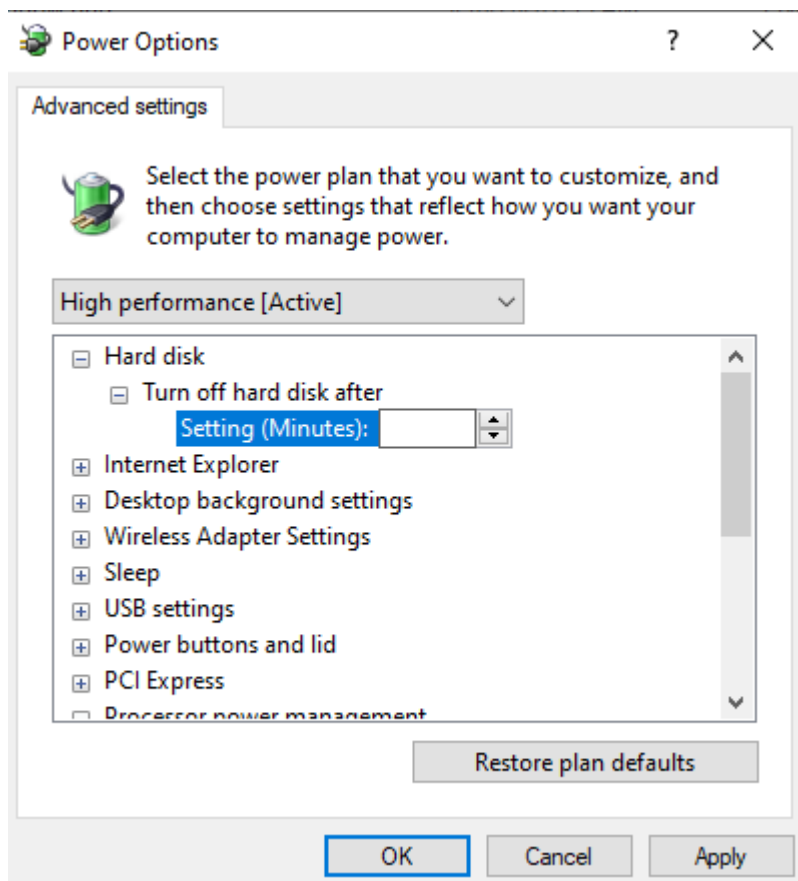 Power Options
?
Advanced settings
Select the power plan that you want to customize, and
then choose settings that reflect how you want your
computer to manage power.
High performance [Active]
Hard disk
Turn off hard disk after
Setting (Minutes):
Internet Explorer
Desktop background settings
Wireless Adapter Settings
Sleep
USB settings
Power buttons and lid
PCI Express
Processor power management
Restore plan defaults
OK Cancel Apply